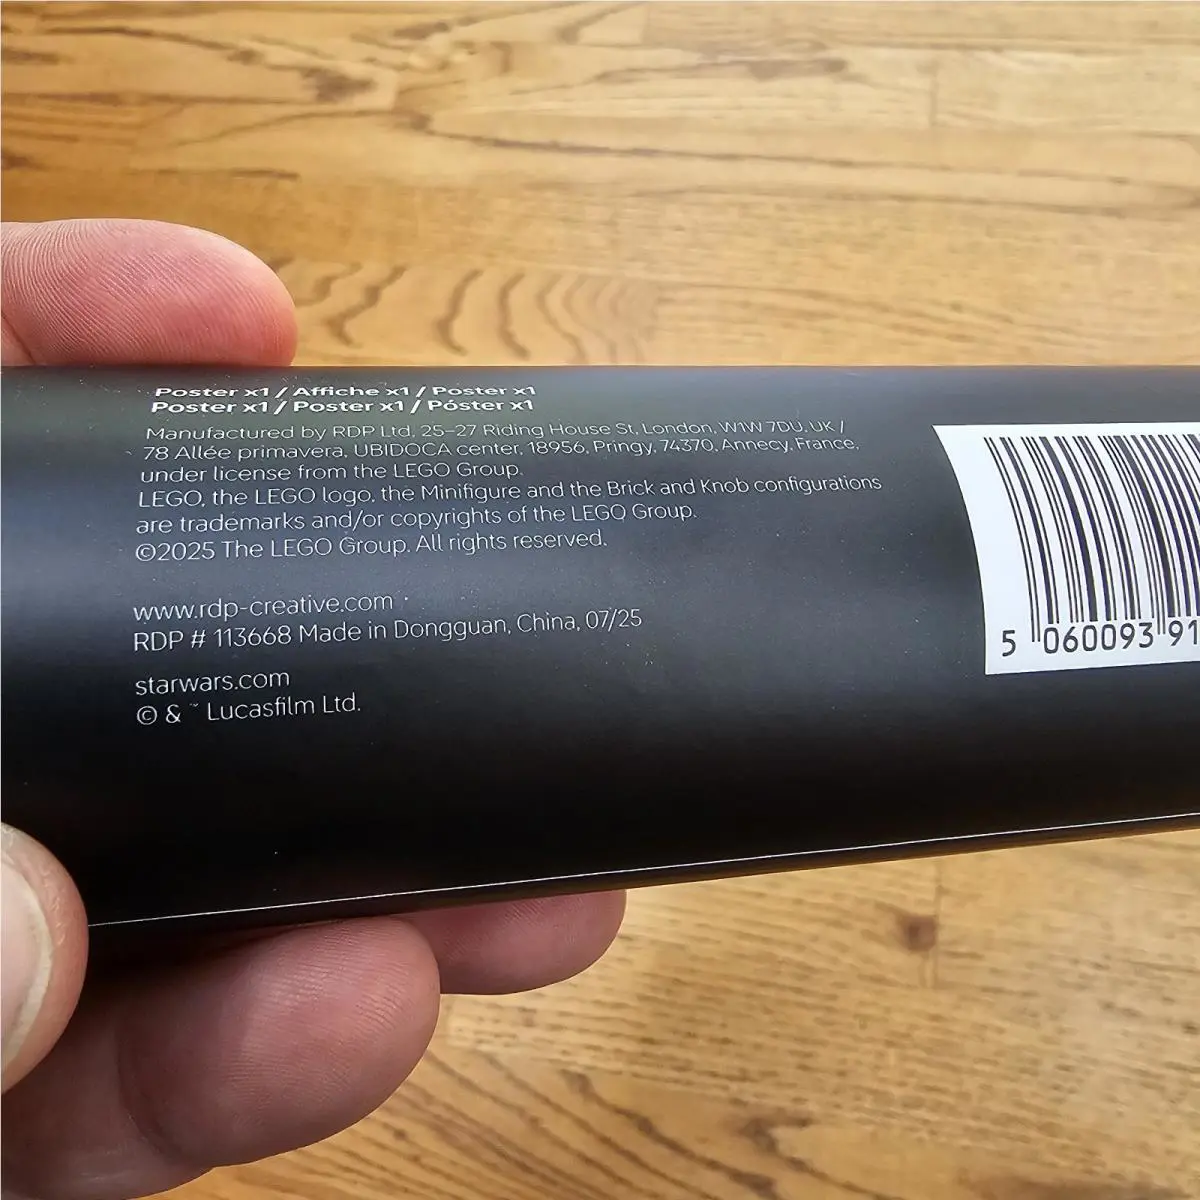 Poster x1 / Affiche x1 / Poster x1
Poster x1 / Poster x1 / Póster x1
Manufactured by RDP Ltd, 25-27 Riding House St, London, W1W 7DU, UK /
78 Allée primavera, UBIDOCA center, 18956, Pringy, 74370, Annecy, France,
under license from the LEGO Group.
LEGO, the LEGO logo, the Minifigure and the Brick and Knob configurations
are trademarks and/or copyrights of the LEGO Group.
©2025 The LEGO Group. All rights reserved.
www.rdp-creative.com
RDP # 113668 Made in Dongguan, China, 07/25
starwars.com
© & ™ Lucasfilm Ltd.
5 060093 91